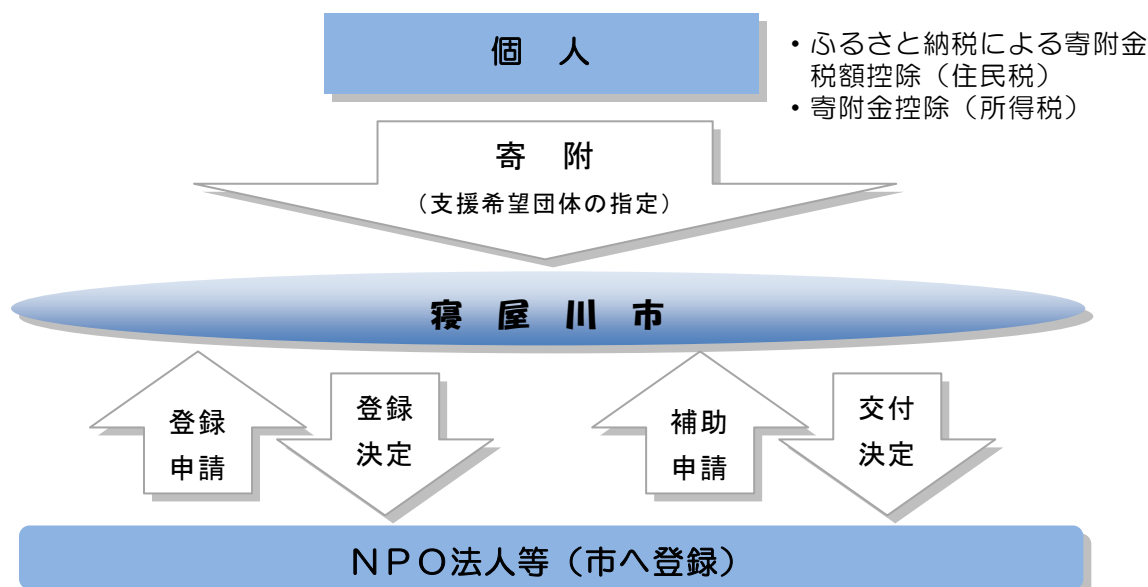 個 人
・ふるさと納税による寄附金
税額控除（住民税）
・寄附金控除（所得税）
寄 附
（支援希望団体の指定）
寝 屋 川 市
登録
申請
登録
決定
補助
申請
交付
決定
ＮＰＯ法人等（市へ登録）